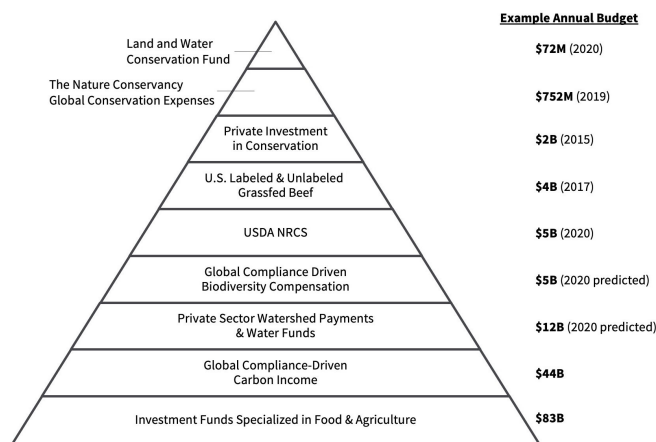 Example Annual Budget
Land and Water
Conservation Fund
$72M (2020)
The Nature Conservancy
Global Conservation Expenses
$752M (2019)
Private Investment
in Conservation
$2B (2015)
U.S. Labeled & Unlabeled
Grassfed Beef
$4B (2017)
USDA NRCS
$5B (2020)
Global Compliance Driven
Biodiversity Compensation
$5B (2020 predicted)
Private Sector Watershed Payments
& Water Funds
$12B (2020 predicted)
Global Compliance-Driven
Carbon Income
$44B
Investment Funds Specialized in Food & Agriculture
$83B